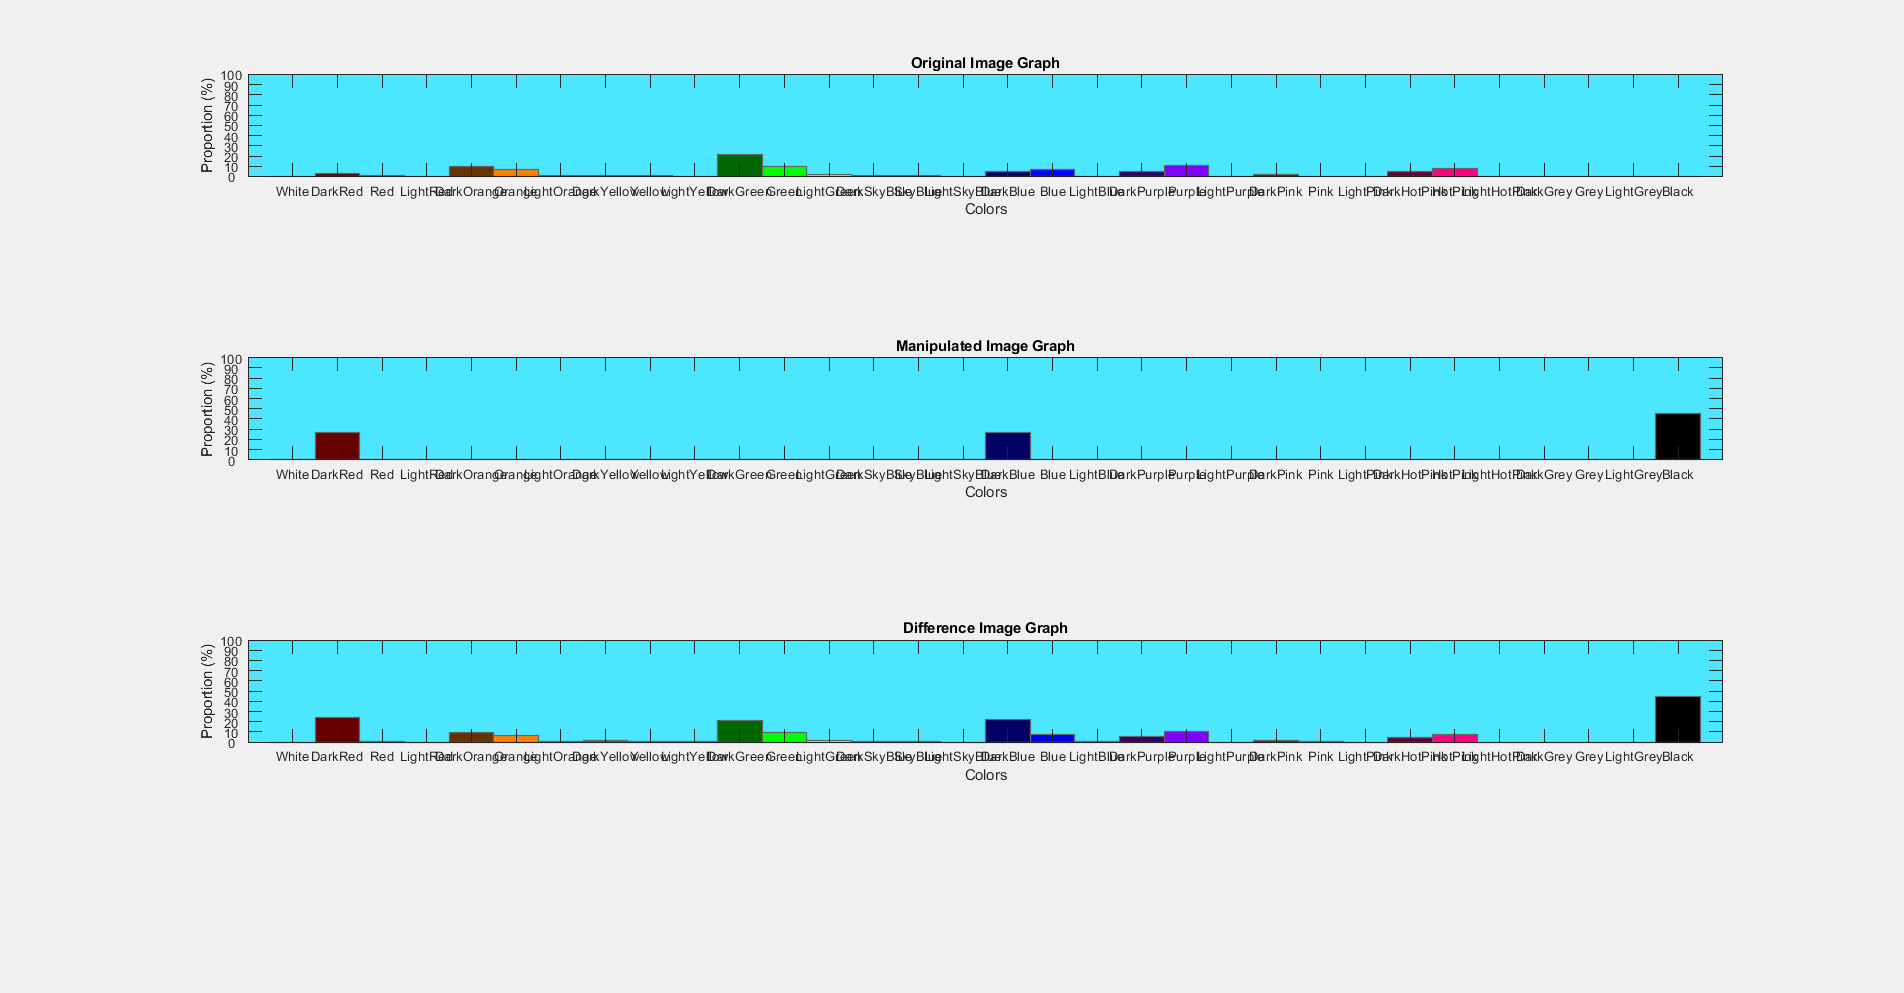 Original Image Graph
Proportion (%)
100
90
80
70
60
50
40
30
20
10
0
White DarkRed Red LightRed DarkOrange Orange LightOrange DarkYellow Yellow LightYellow DarkGreen Green LightGreen DarkSkyBlue SkyBlue LightSkyBlue DarkBlue Blue LightBlue DarkPurple Purple LightPurple DarkPink Pink LightPink DarkHotPink HotPink LightHotPink DarkGrey Grey LightGrey Black
Colors
Manipulated Image Graph
Proportion (%)
100
90
80
70
60
50
40
30
20
10
0
White DarkRed Red LightRed DarkOrange Orange LightOrange DarkYellow Yellow LightYellow DarkGreen Green LightGreen DarkSkyBlue SkyBlue LightSkyBlue DarkBlue Blue LightBlue DarkPurple Purple LightPurple DarkPink Pink LightPink DarkHotPink HotPink LightHotPink DarkGrey Grey LightGrey Black
Colors
Difference Image Graph
Proportion (%)
100
90
80
70
60
50
40
30
20
10
0
White DarkRed Red LightRed DarkOrange Orange LightOrange DarkYellow Yellow LightYellow DarkGreen Green LightGreen DarkSkyBlue SkyBlue LightSkyBlue DarkBlue Blue LightBlue DarkPurple Purple LightPurple DarkPink Pink LightPink DarkHotPink HotPink LightHotPink DarkGrey Grey LightGrey Black
Colors